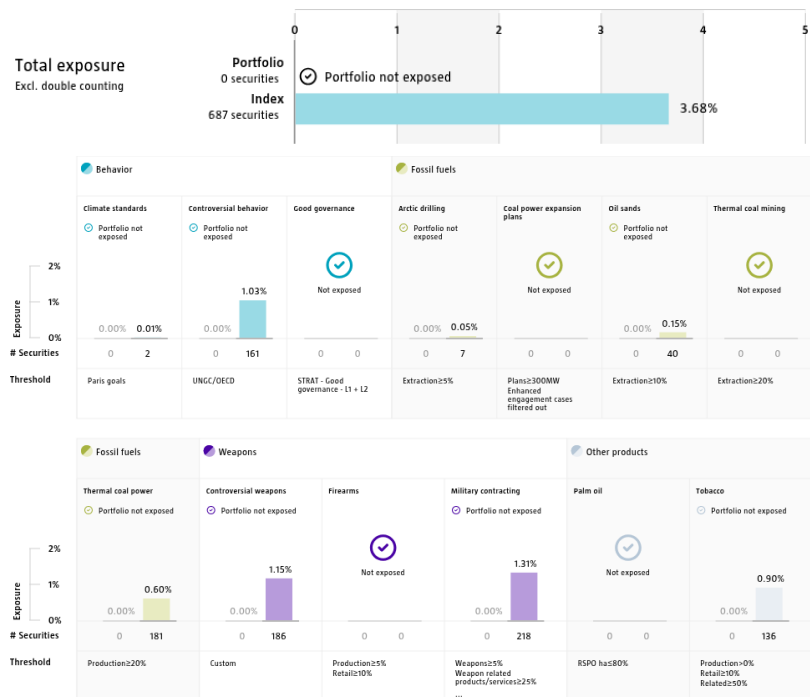 0 1 2 3 4 5
Total exposure
Excl. double counting
Portfolio
0 securities
Portfolio not exposed
Index
687 securities
3.68%
Behavior
Fossil fuels
Climate standards
Controversial behavior
Good governance
Arctic drilling
Coal power expansion
plans
Oil sands
Thermal coal mining
Portfolio not
exposed
Portfolio not
exposed
Not exposed
Portfolio not
exposed
Not exposed
Portfolio not
exposed
Not exposed
Exposure
2%
1%
0%
0.00% 0.01%
0.00% 1.03%
0.00% 0.05%
0.00% 0.15%
# Securities
0 2
0 161
0 0
0 7
0 0
0 40
0 0
Threshold
Paris goals
UNGC/OECD
STRAT - Good
governance - L1 + L2
Extraction≥5%
Plans≥300MW
Enhanced
engagement cases
filtered out
Extraction≥10%
Extraction≥20%
Fossil fuels
Weapons
Other products
Thermal coal power
Controversial weapons
Firearms
Military contracting
Palm oil
Tobacco
Portfolio not exposed
Portfolio not exposed
Not exposed
Portfolio not exposed
Not exposed
Portfolio not exposed
Exposure
2%
1%
0%
0.00% 0.60%
0.00% 1.15%
0.00% 1.31%
0.00% 0.90%
# Securities
0 181
0 186
0 0
0 218
0 0
0 136
Threshold
Production≥20%
Custom
Production≥5%
Retail≥10%
Weapons≥5%
Weapon related
products/services≥25%
RSPO ha≤80%
Production>0%
Retail≥10%
Related≥50%